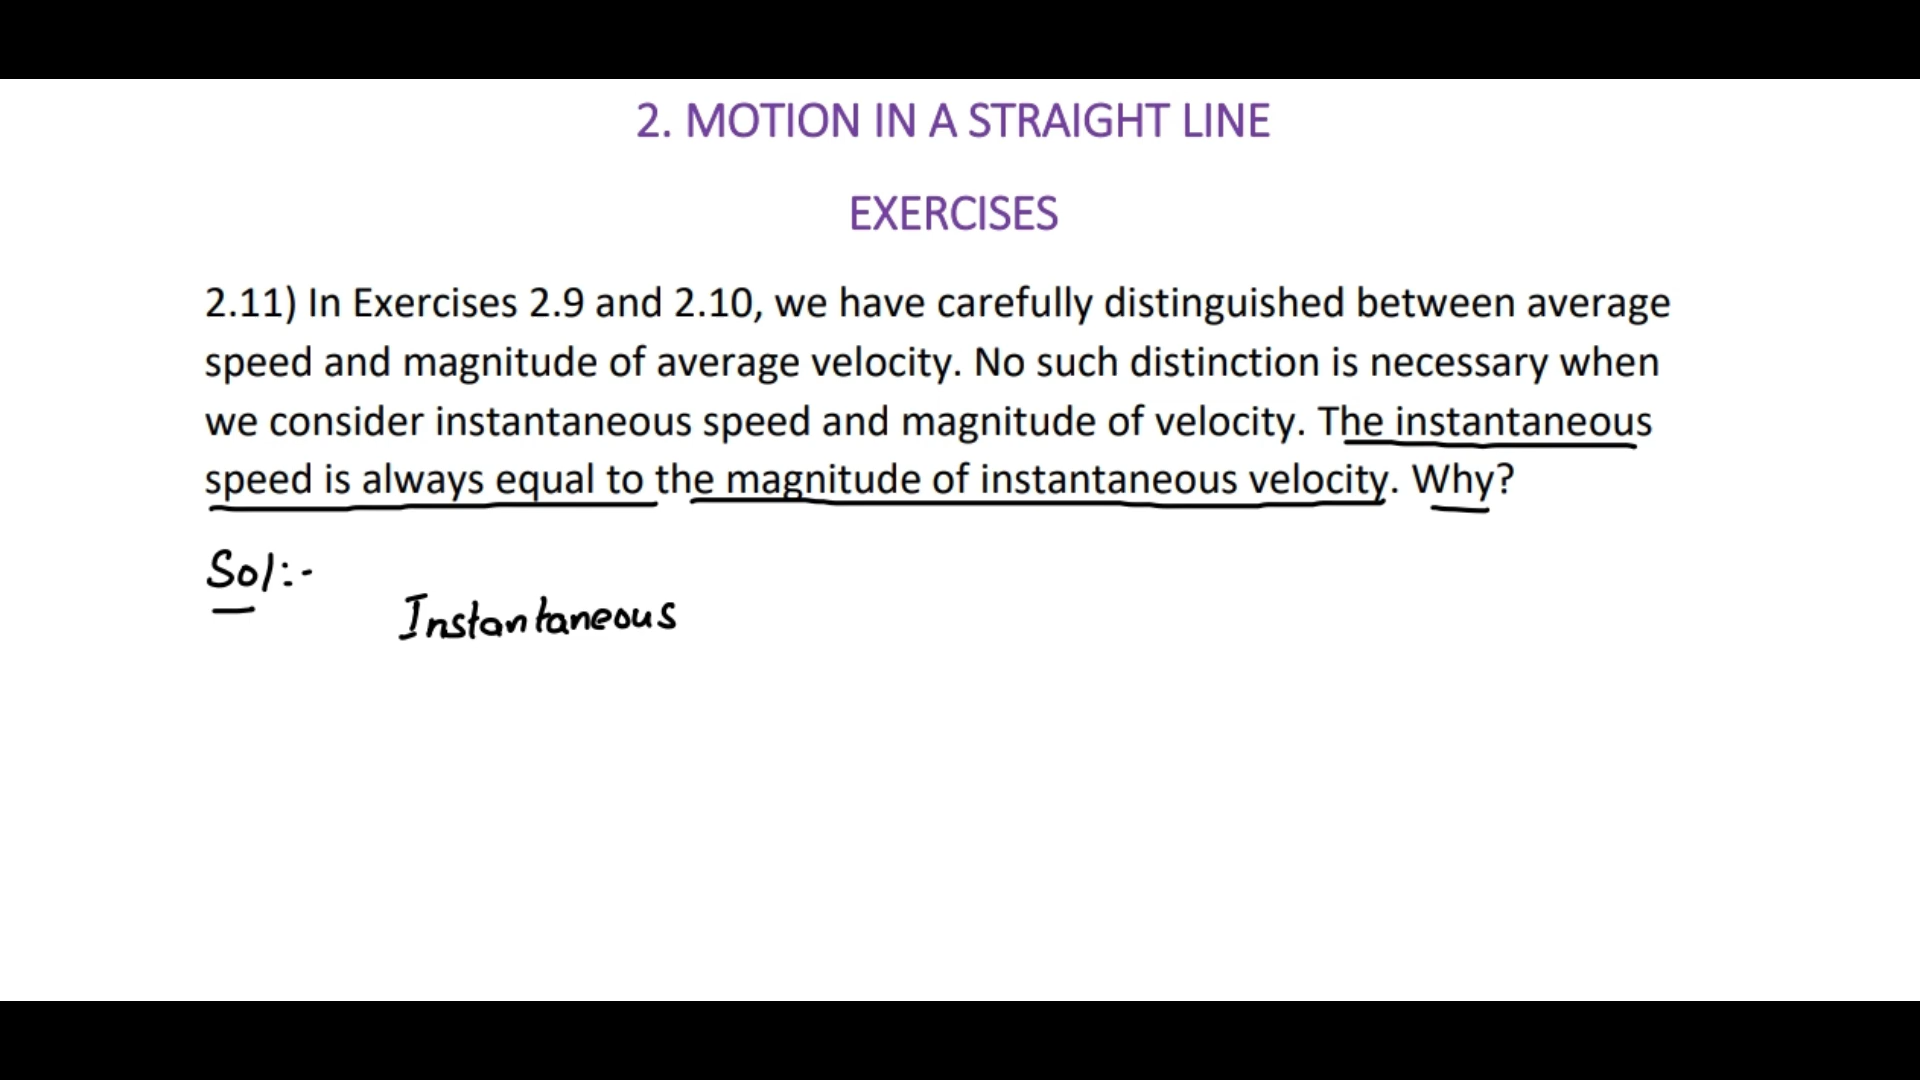 2. MOTION IN A STRAIGHT LINE
EXERCISES
2.11) In Exercises 2.9 and 2.10, we have carefully distinguished between average
speed and magnitude of average velocity. No such distinction is necessary when
we consider instantaneous speed and magnitude of velocity. The instantaneous
speed is always equal to the magnitude of instantaneous velocity. Why?
Sol:-
Instantaneous